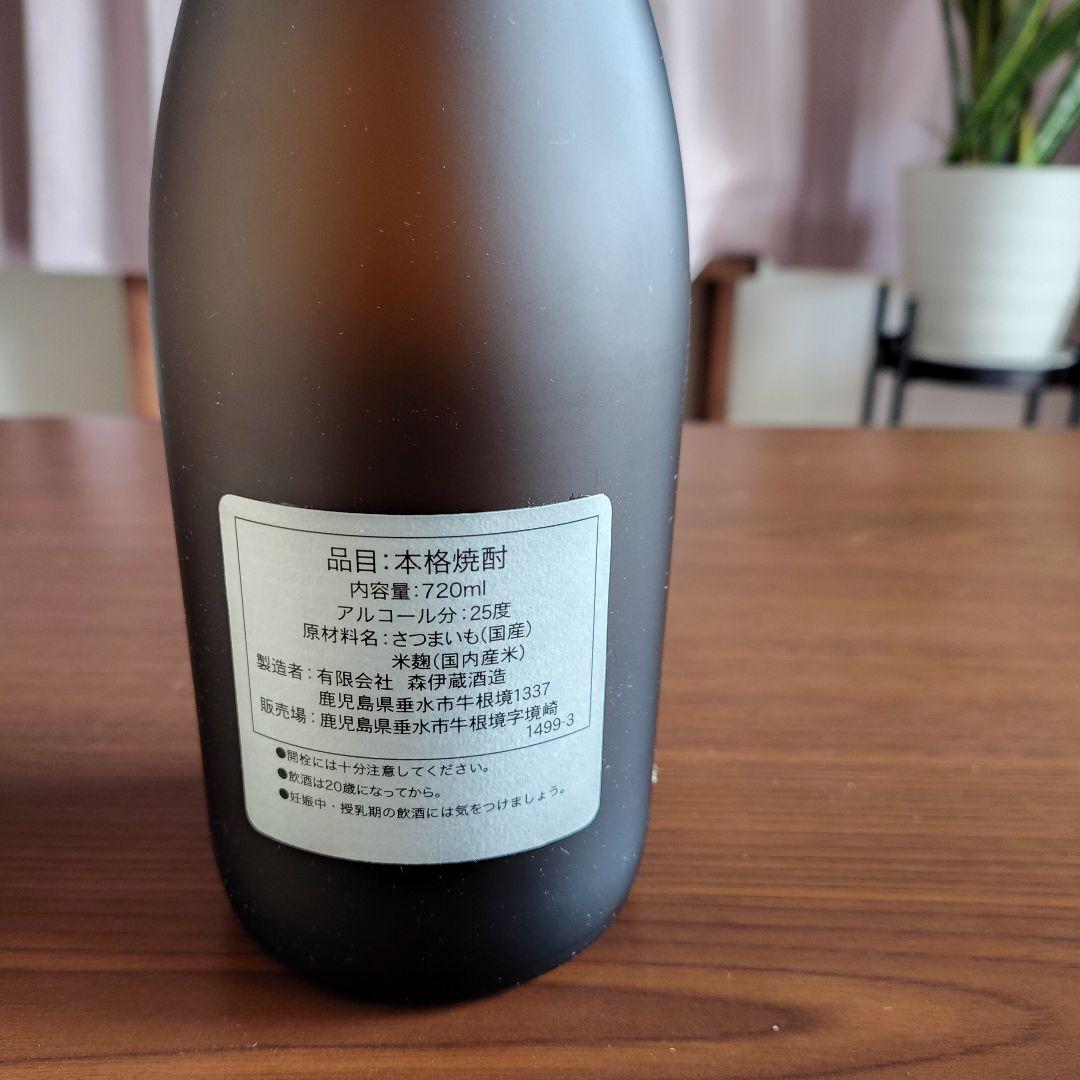 品目：本格焼酎
内容量：720ml
アルコール分：25度
原材料名：さつまいも（国産）
米麹（国内産米）
製造者：有限会社 森伊蔵酒造
鹿児島県垂水市牛根境1337
販売場：鹿児島県垂水市牛根境字境崎
1499-3
●開栓には十分注意してください。
●飲酒は20歳になってから。
●妊娠中・授乳期の飲酒には気をつけましょう。